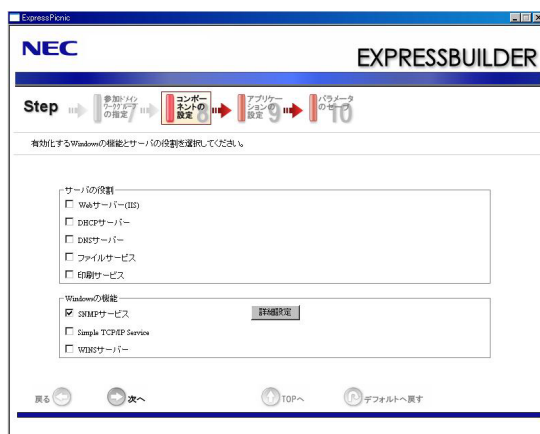 ExpressPicnic
NEC
EXPRESSBUILDER
Step
参加ドメイン
ワークグループ
の指定 7
コンポー
ネントの
設定 8
アプリケー
ションの
設定 9
パラメータ
のセーブ 10
有効化するWindowsの機能とサーバの役割を選択してください。
サーバの役割
Webサーバー(IIS)
DHCPサーバー
DNSサーバー
ファイルサービス
印刷サービス
Windowsの機能
SNMPサービス
詳細設定
Simple TCP/IP Service
WINSサーバー
戻る
次へ
TOPへ
デフォルトへ戻す